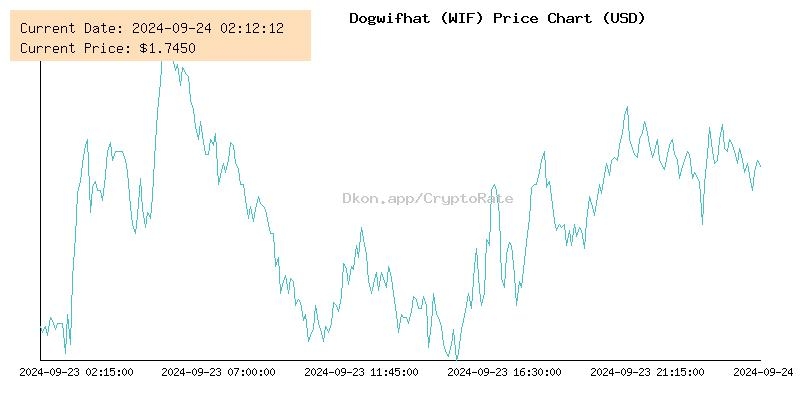 Dogwifhat (WIF) Price Chart (USD)
Current Date: 2024-09-24 02:12:12
Current Price: $1.7450
Dkon.app/CryptoRate
2024-09-23 02:15:00 2024-09-23 07:00:00 2024-09-23 11:45:00 2024-09-23 16:30:00 2024-09-23 21:15:00 2024-09-24